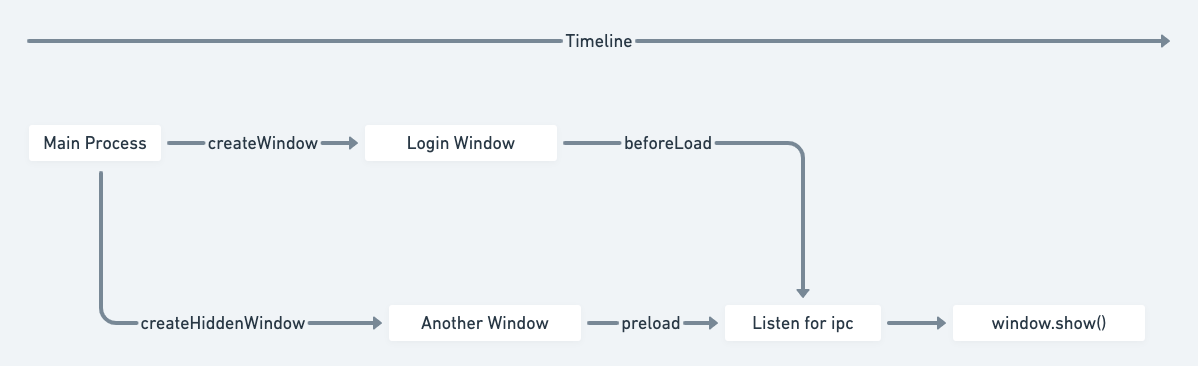 Timeline
Main Process
createWindow
Login Window
beforeLoad
createHiddenWindow
Another Window
preload
Listen for ipc
window.show()